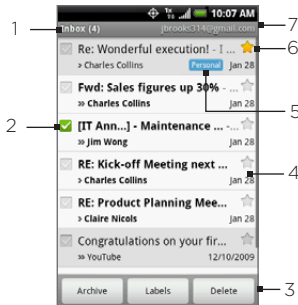 10:07 AM
1 Inbox (4) jbrooks314@gmail.com 7
Re: Wonderful execution! - I ... 6
› Charles Collins Personal Jan 28
Fwd: Sales figures up 30% - ...
» Charles Collins Jan 28 5
2 [IT Ann...] - Maintenance ... - ...
» Jim Wong Jan 28
RE: Kick-off Meeting next ... 4
› Charles Collins Jan 28
RE: Product Planning Mee...
› Claire Nicols Jan 28
Congratulations on your fir...
» YouTube 12/10/2009
Archive Labels Delete 3